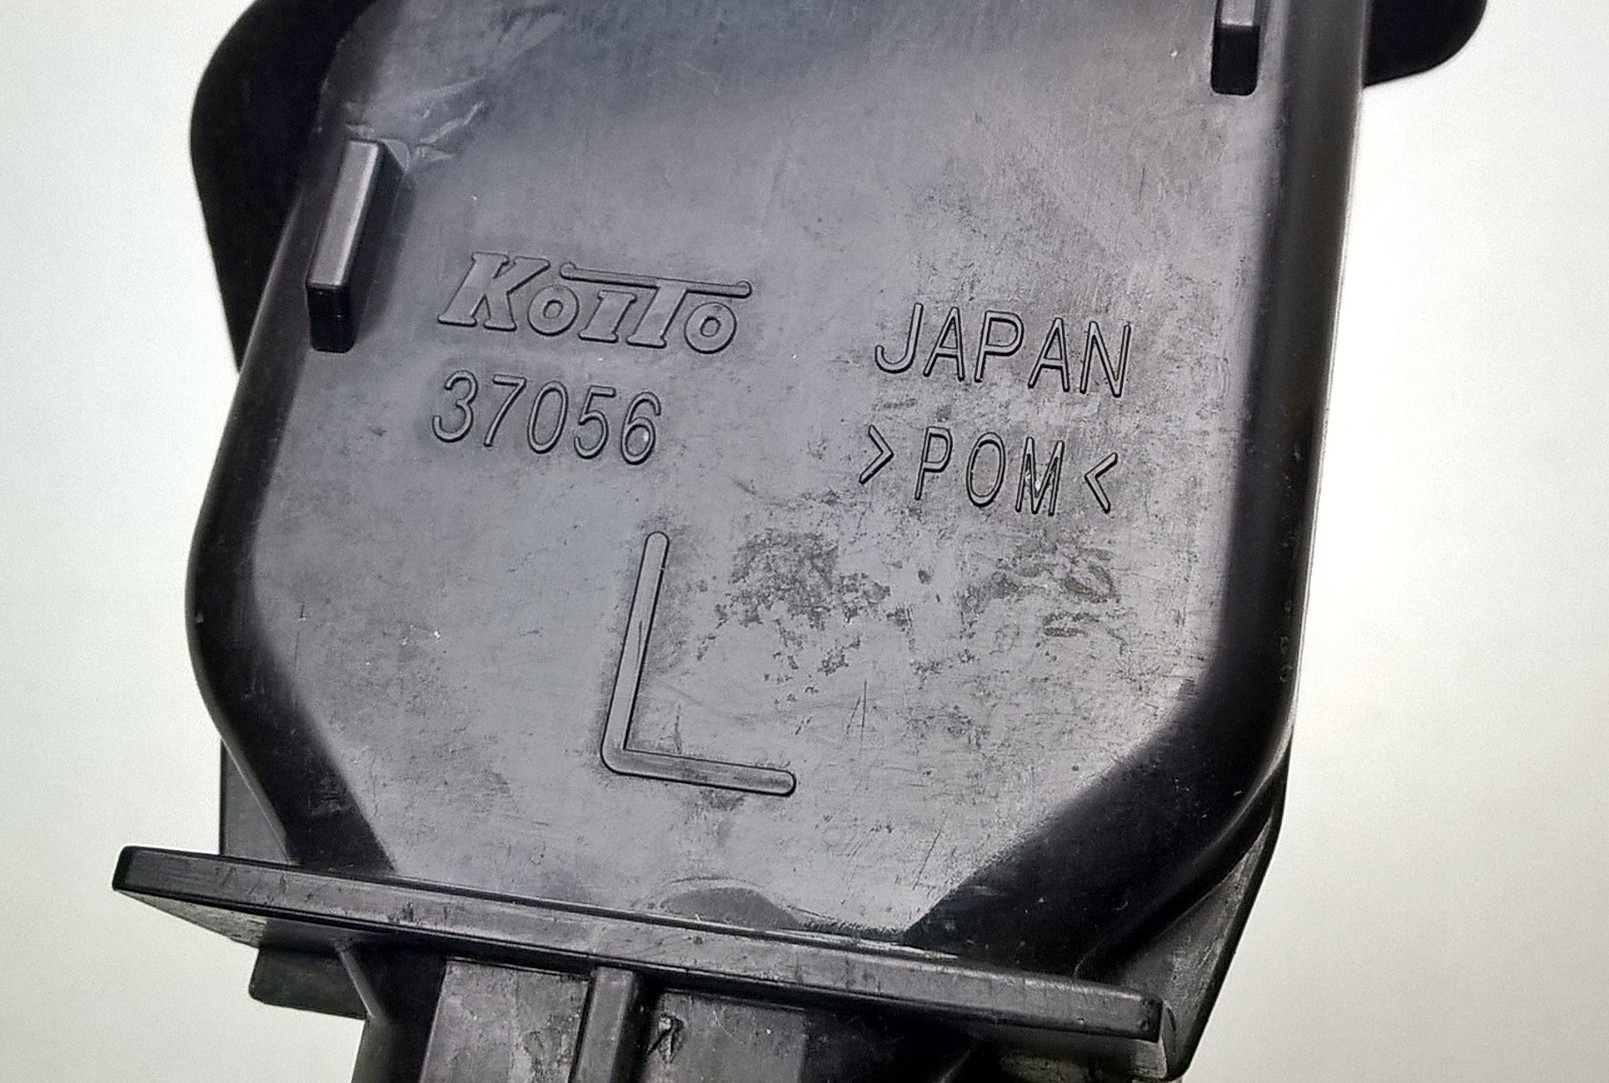 KOITO
37056
JAPAN
>POM<
L